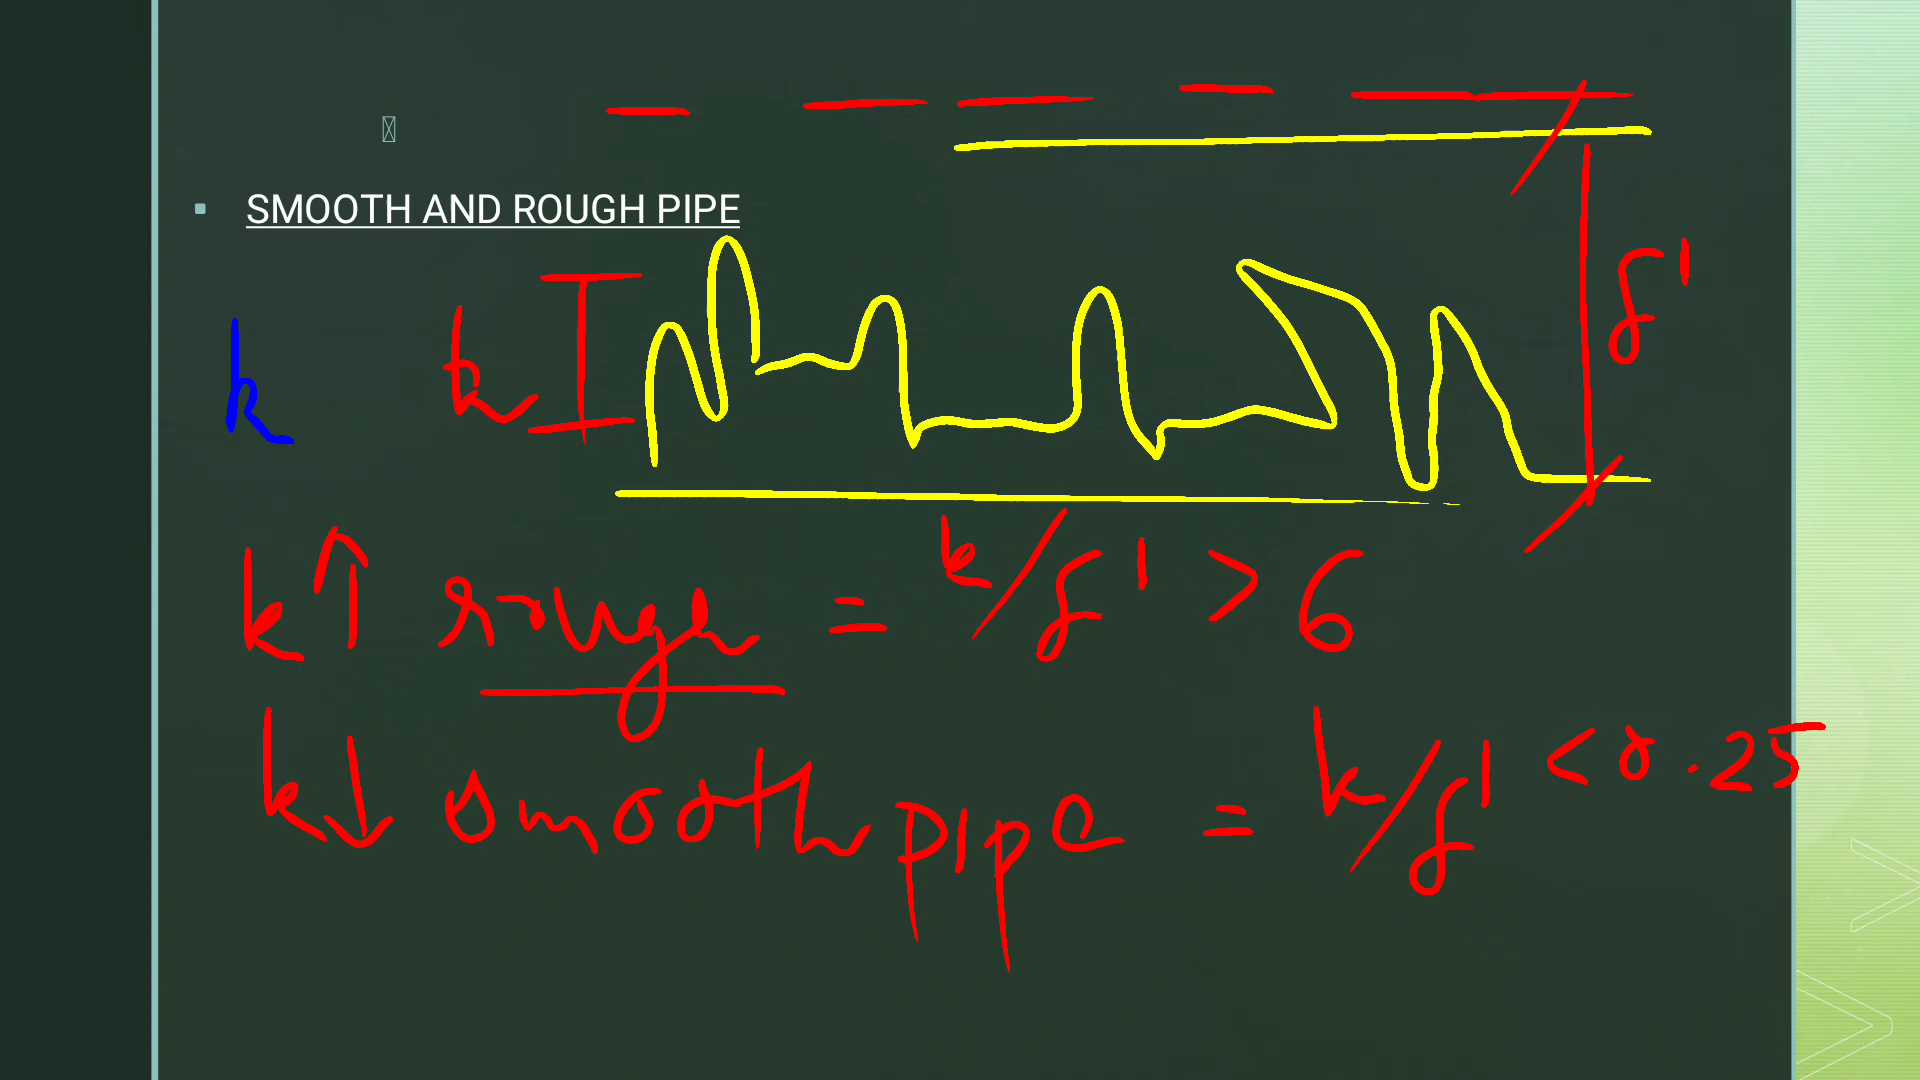 SMOOTH AND ROUGH PIPE
k k I f'
k↑ rough = k/f' > 6
k↓ smooth pipe = k/f' < 0.25